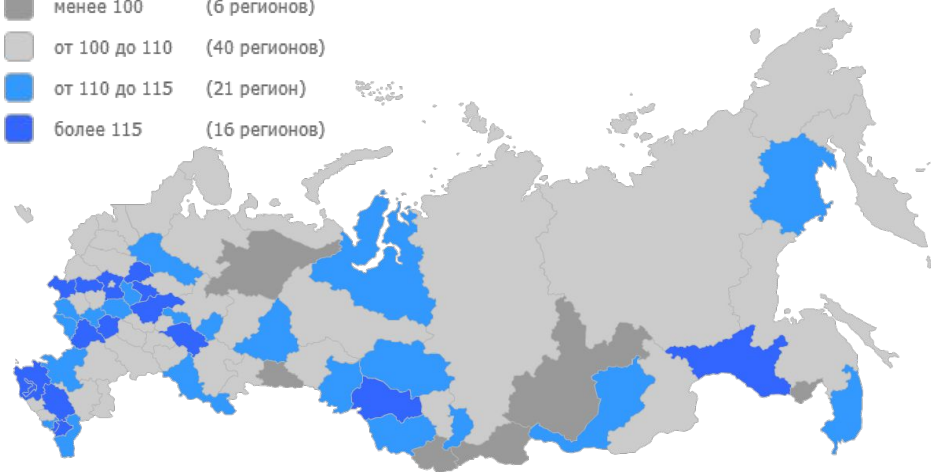 менее 100 (6 регионов)
от 100 до 110 (40 регионов)
от 110 до 115 (21 регион)
более 115 (16 регионов)